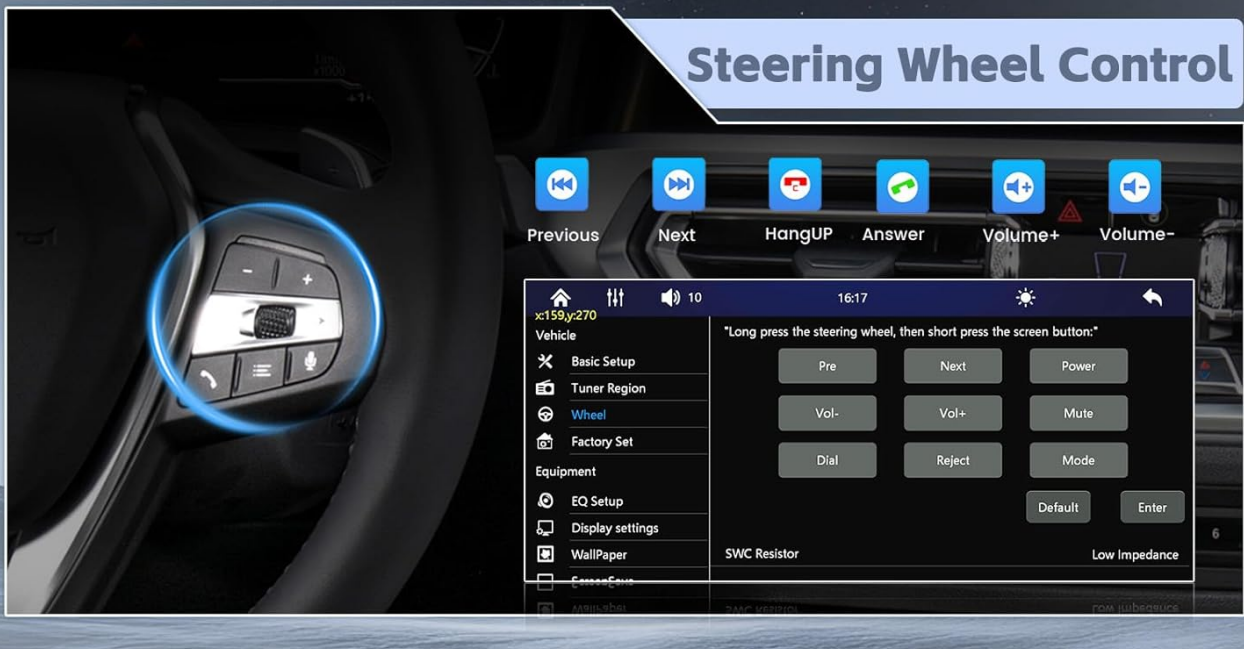 Steering Wheel Control
x1000
Previous Next HangUP Answer Volume+ Volume-
10 16:17
x:159,y:270
Vehicle
"Long press the steering wheel, then short press the screen button:"
Basic Setup
Pre Next Power
Tuner Region
Wheel
Vol- Vol+ Mute
Factory Set
Dial Reject Mode
Equipment
EQ Setup
Default Enter
Display settings
WallPaper
SWC Resistor Low Impedance
6